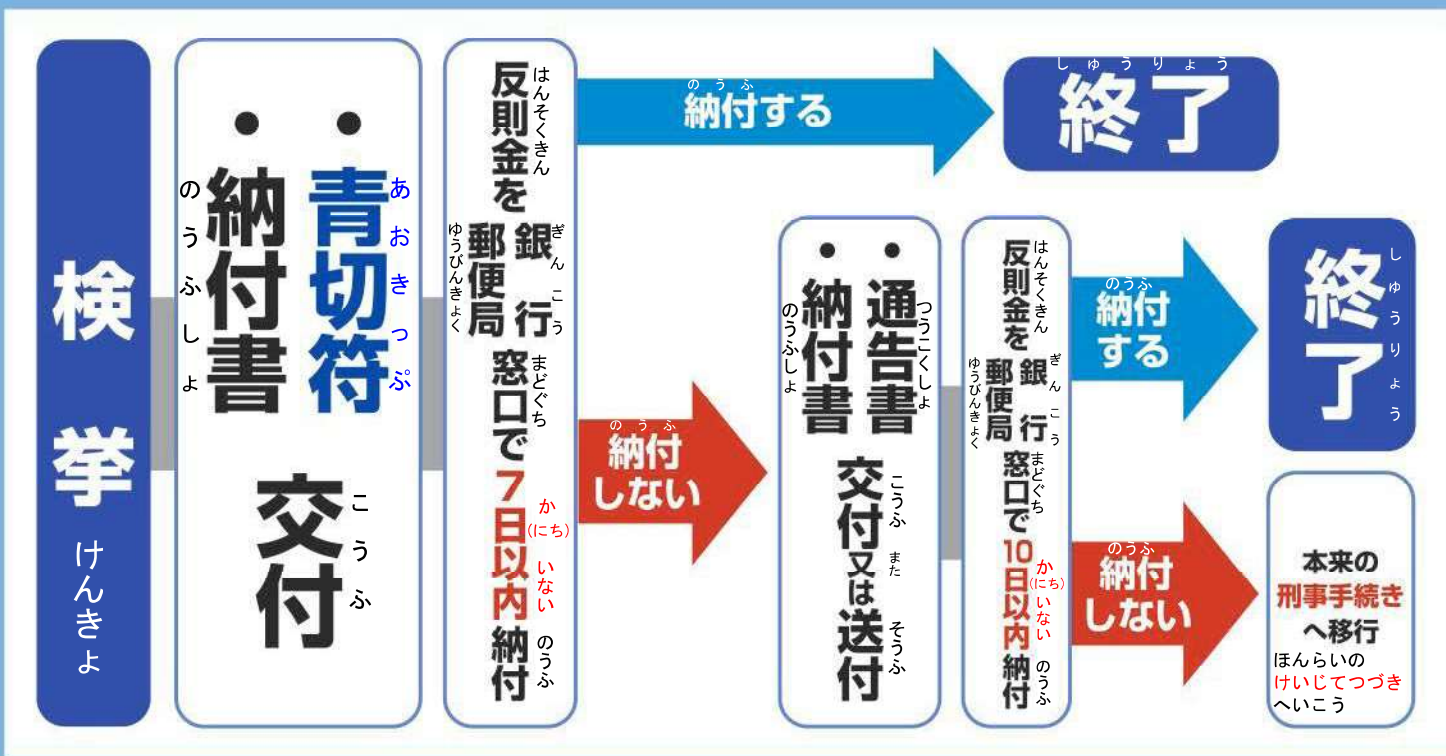 検挙
けんきょ
・青切符
あおきっぷ
・納付書
のうふしょ
交付
こうふ
反則金を
はんそくきん
銀行
ぎんこう
郵便局
ゆうびんきょく
窓口で7日以内納付
まどぐち
か
(にち)
いない
のうふ
のうふ
納付する
しゅうりょう
終了
のうふ
納付
しない
・通告書
つうこくしょ
・納付書
のうふしょ
交付又は送付
こうふ
また
そうふ
反則金を
はんそくきん
銀行
ぎんこう
郵便局
ゆうびんきょく
窓口で10日以内納付
まどぐち
か
(にち)
いない
のうふ
のうふ
納付
する
終了
しゅうりょう
のうふ
納付
しない
本来の
刑事手続き
へ移行
ほんらいの
けいじてつづき
へいこう